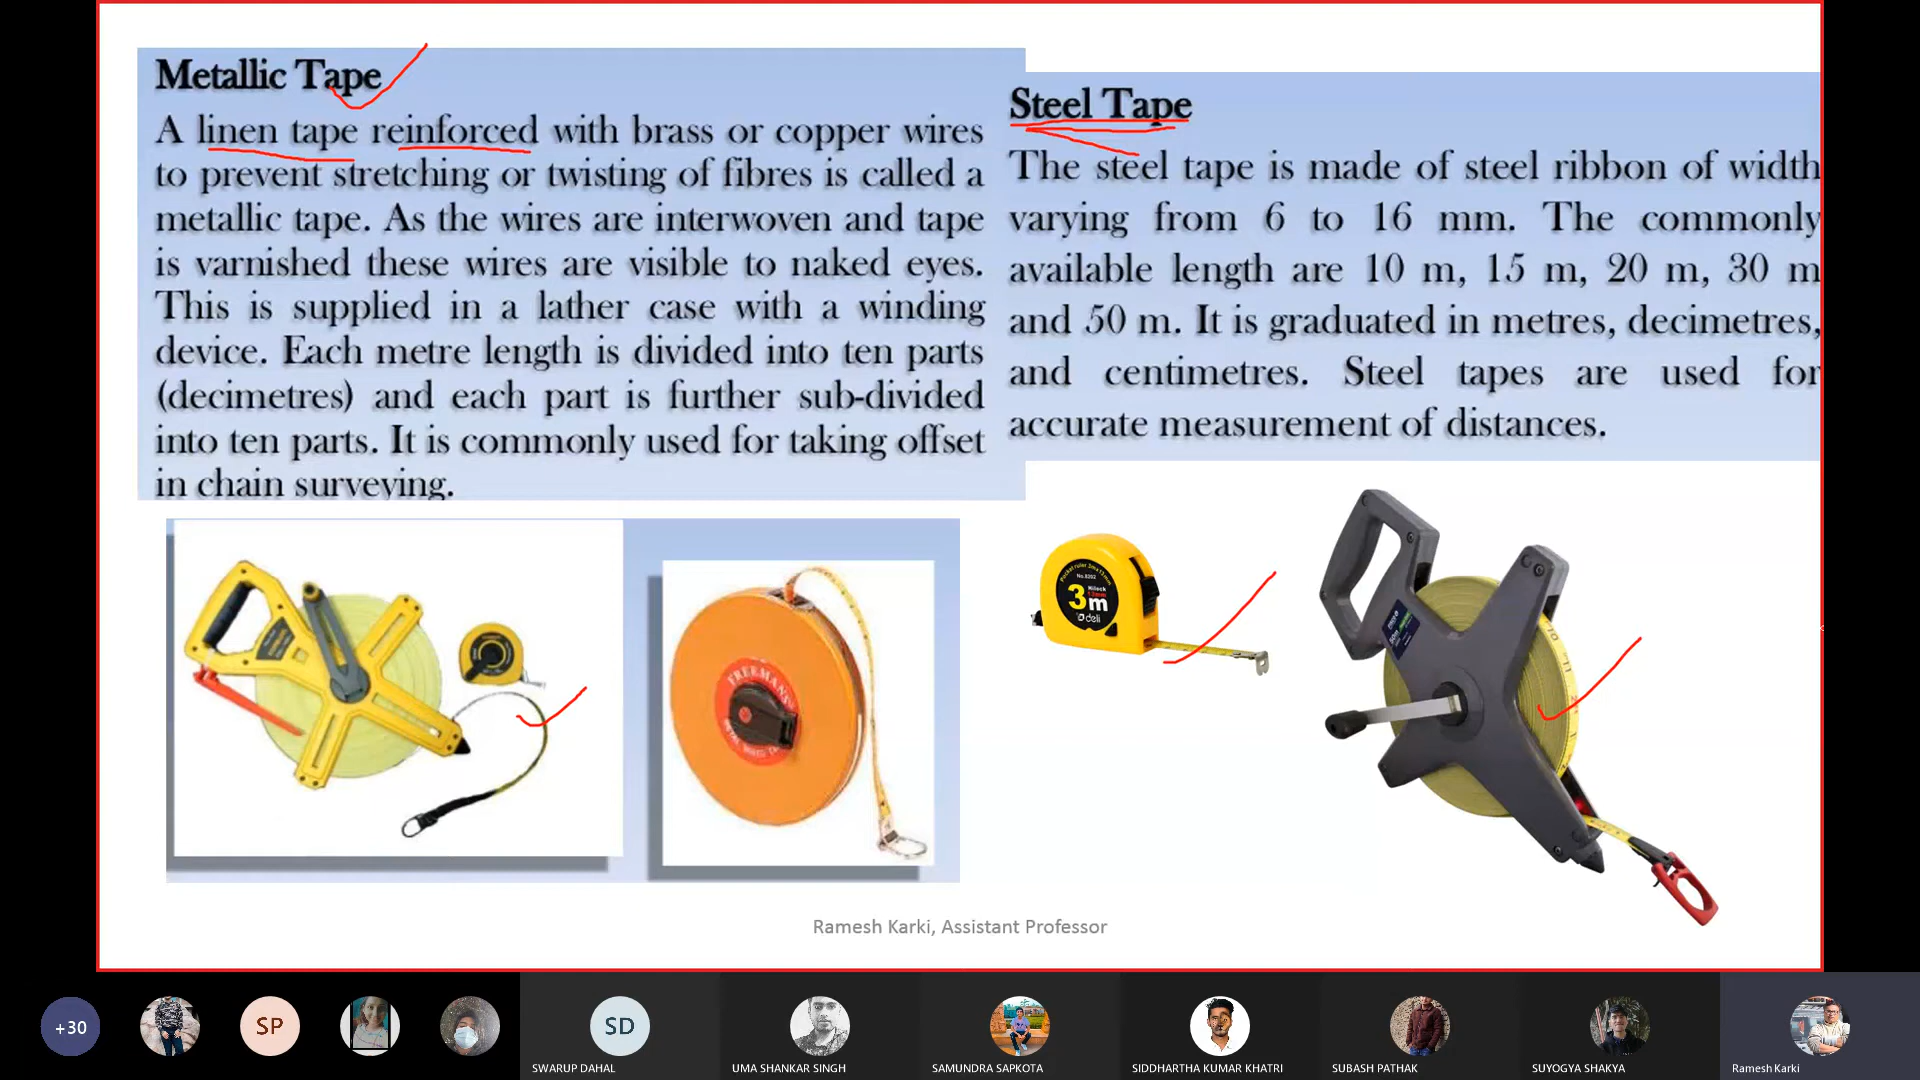 Metallic Tape
A linen tape reinforced with brass or copper wires
to prevent stretching or twisting of fibres is called a
metallic tape. As the wires are interwoven and tape
is varnished these wires are visible to naked eyes.
This is supplied in a lather case with a winding
device. Each metre length is divided into ten parts
(decimetres) and each part is further sub-divided
into ten parts. It is commonly used for taking offset
in chain surveying.
Steel Tape
The steel tape is made of steel ribbon of width
varying from 6 to 16 mm. The commonly
available length are 10 m, 15 m, 20 m, 30 m
and 50 m. It is graduated in metres, decimetres,
and centimetres. Steel tapes are used for
accurate measurement of distances.
FREEMANS
Pocket ruler 3mx13mm
No.8202
3m
deli
Ramesh Karki, Assistant Professor
+30
SP
SD
SWARUP DAHAL
UMA SHANKAR SINGH
SAMUNDRA SAPKOTA
SIDDHARTHA KUMAR KHATRI
SUBASH PATHAK
SUYOGYA SHAKYA
Ramesh Karki